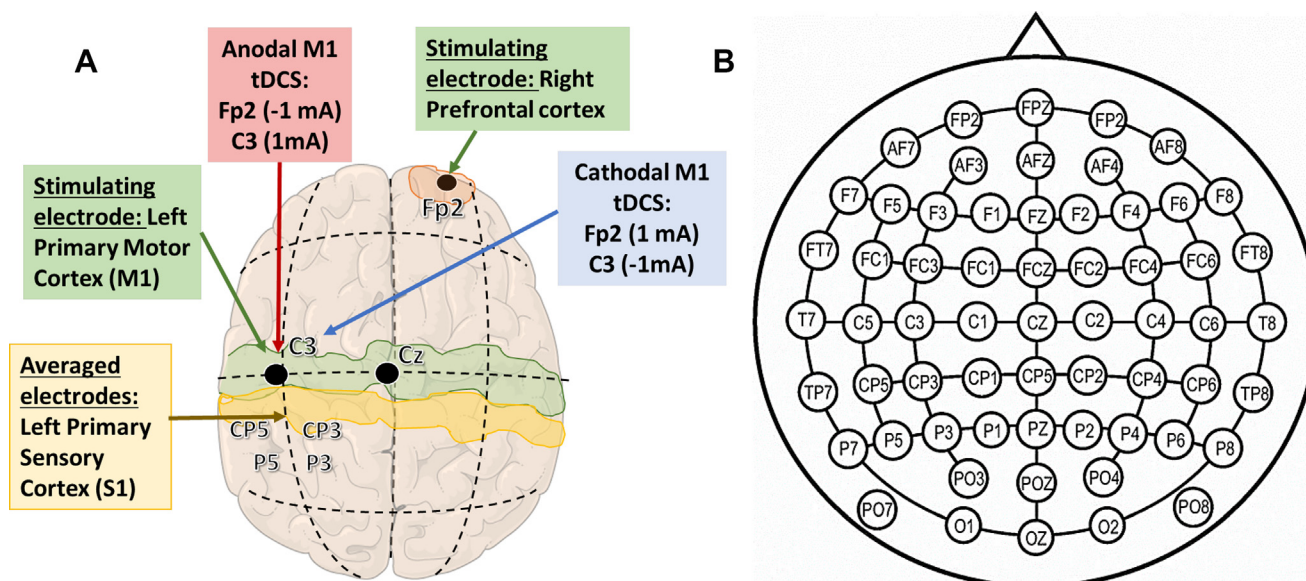 A
Anodal M1
tDCS:
Fp2 (-1 mA)
C3 (1mA)
Stimulating
electrode: Right
Prefrontal cortex
Stimulating
electrode: Left
Primary Motor
Cortex (M1)
Fp2
Cathodal M1
tDCS:
Fp2 (1 mA)
C3 (-1mA)
C3
Cz
Averaged
electrodes:
Left Primary
Sensory
Cortex (S1)
CP5 CP3
P5 P3
B
FP2 FPZ FP2
AF7 AF8
AF3 AFZ AF4
F7 F5 F3 F1 FZ F2 F4 F6 F8
FT7 FC1 FC3 FC1 FCZ FC2 FC4 FC6 FT8
T7 C5 C3 C1 CZ C2 C4 C6 T8
TP7 CP5 CP3 CP1 CP5 CP2 CP4 CP6 TP8
P7 P5 P3 P1 PZ P2 P4 P6 P8
PO3 POZ PO4
PO7 PO8
O1 OZ O2